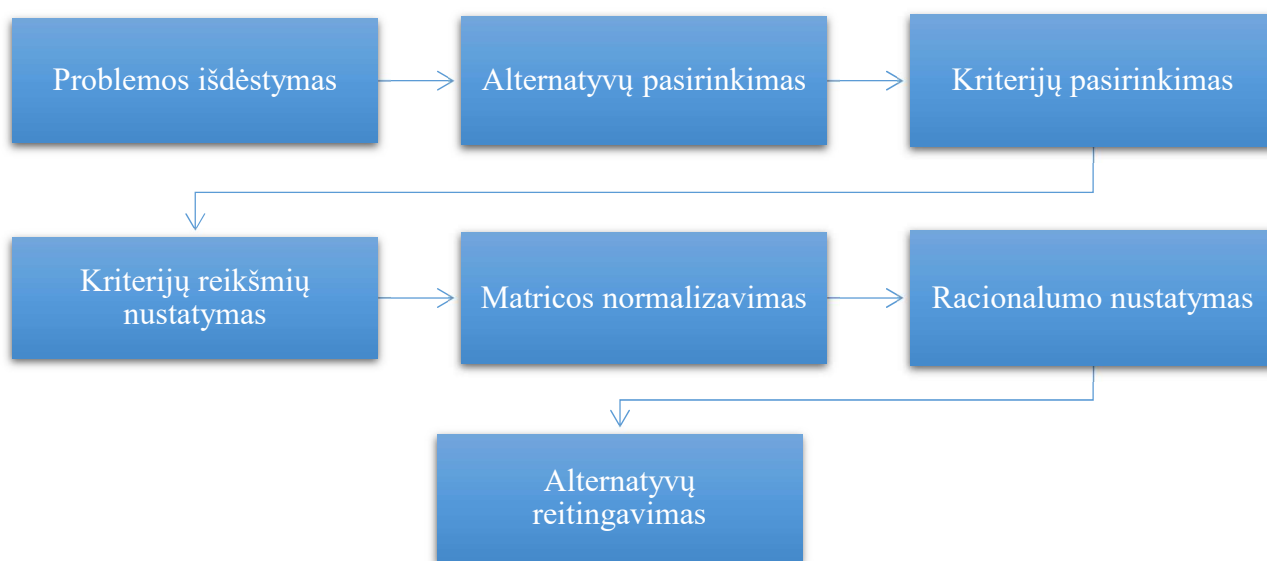 Problemos išdėstymas
Alternatyvų pasirinkimas
Kriterijų pasirinkimas
Kriterijų reikšmių
nustatymas
Matricos normalizavimas
Racionalumo nustatymas
Alternatyvų
reitingavimas